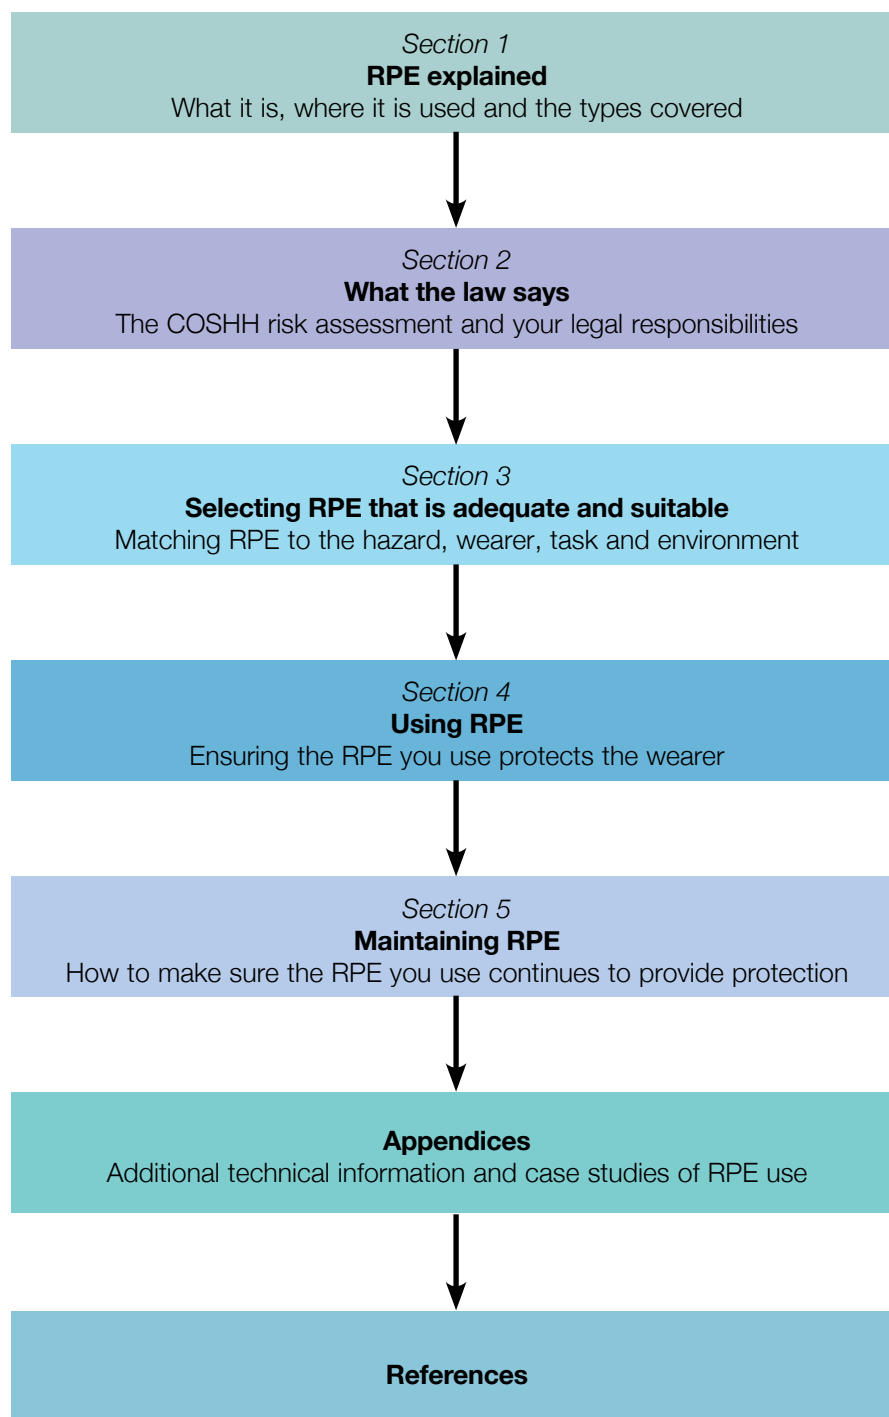 Section 1
RPE explained
What it is, where it is used and the types covered
Section 2
What the law says
The COSHH risk assessment and your legal responsibilities
Section 3
Selecting RPE that is adequate and suitable
Matching RPE to the hazard, wearer, task and environment
Section 4
Using RPE
Ensuring the RPE you use protects the wearer
Section 5
Maintaining RPE
How to make sure the RPE you use continues to provide protection
Appendices
Additional technical information and case studies of RPE use
References